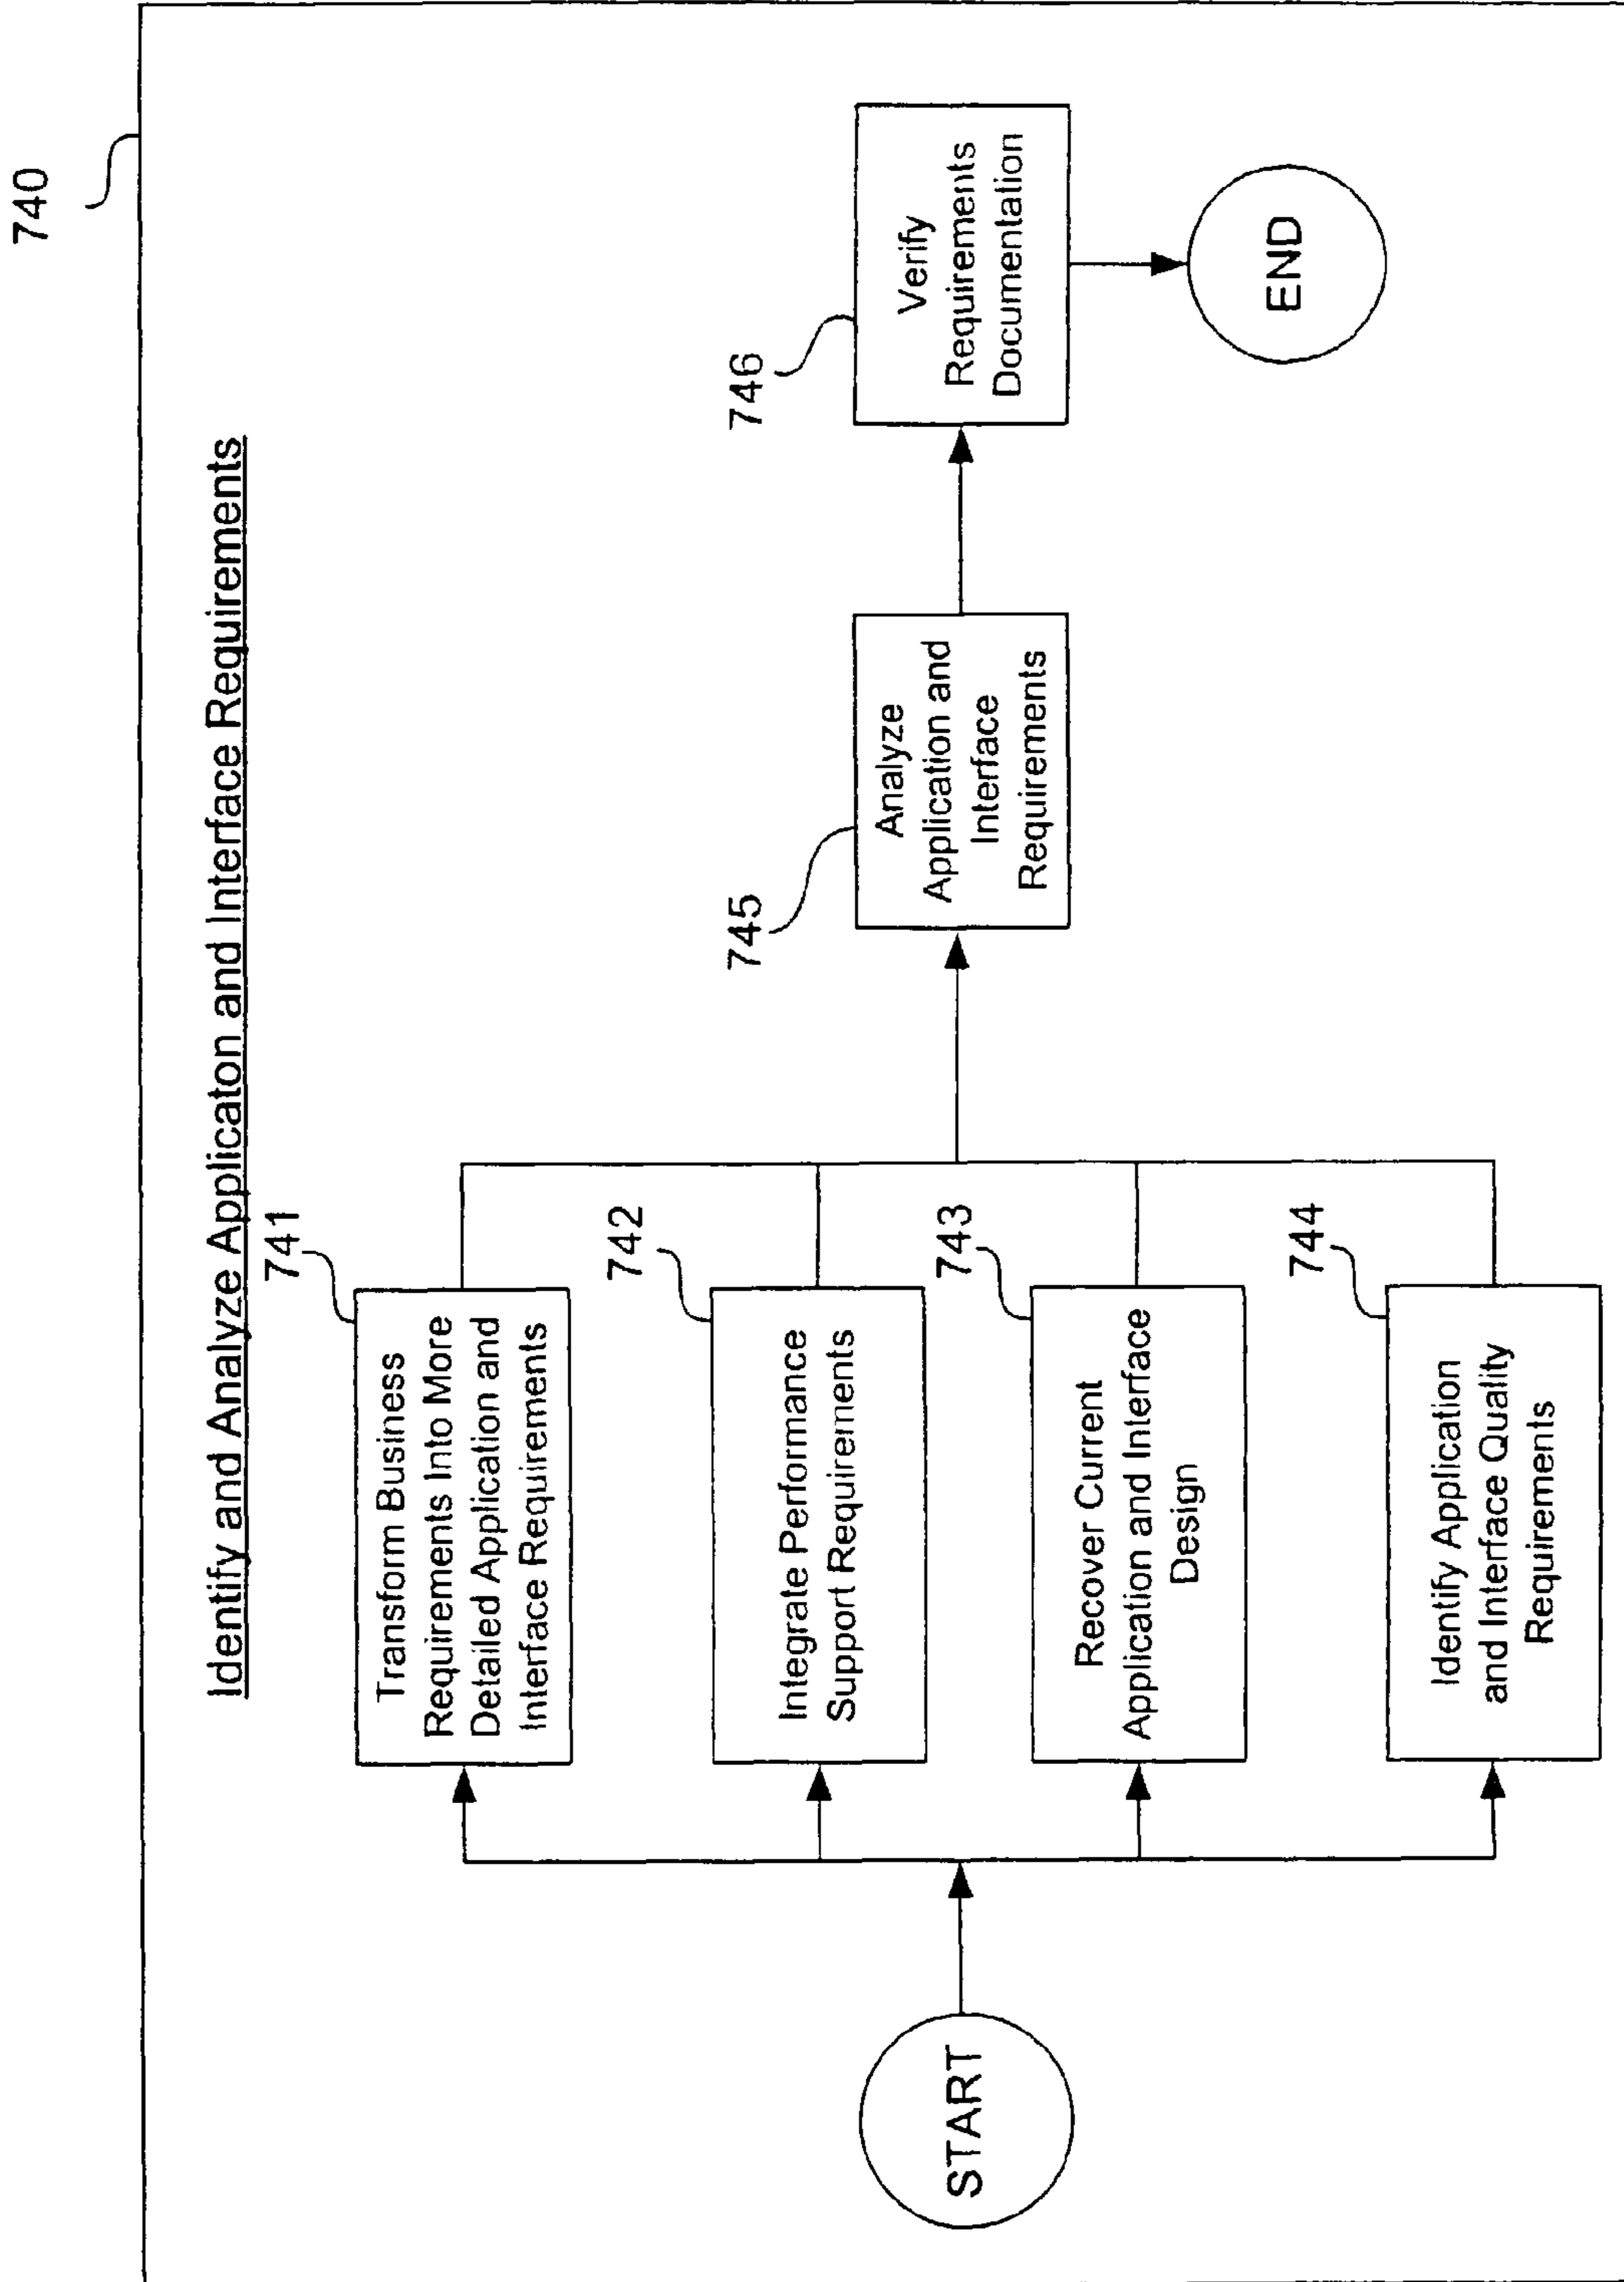 740
Identify and Analyze Applicaton and Interface Requirements
741
Transform Business
Requirements Into More
Detailed Application and
Interface Requirements
742
Integrate Performance
Support Requirements
743
Recover Current
Application and Interface
Design
744
Identify Application
and Interface Quality
Requirements
START
745
Analyze
Application and
Interface
Requirements
746
Verify
Requirements
Documentation
END